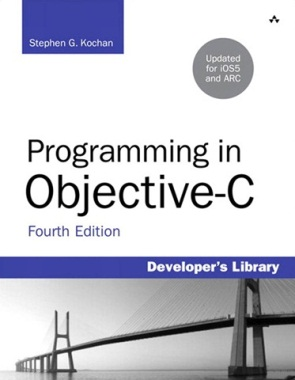 Stephen G. Kochan
Updated
for iOS5
and ARC
Programming in
Objective-C
Fourth Edition
Developer's Library